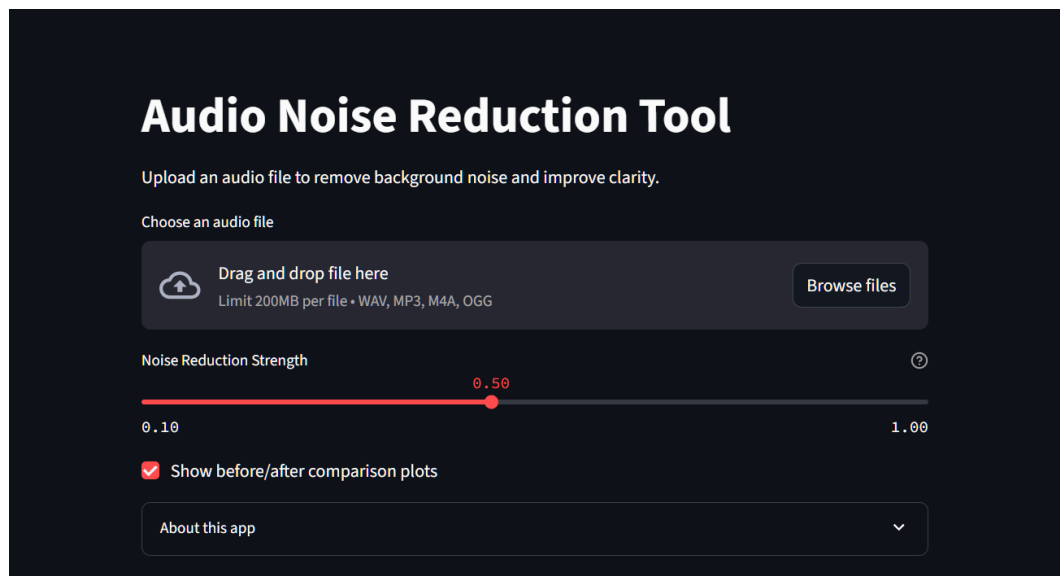 Audio Noise Reduction Tool
Upload an audio file to remove background noise and improve clarity.
Choose an audio file
Drag and drop file here
Limit 200MB per file • WAV, MP3, M4A, OGG
Browse files
Noise Reduction Strength
0.50
0.10
1.00
Show before/after comparison plots
About this app